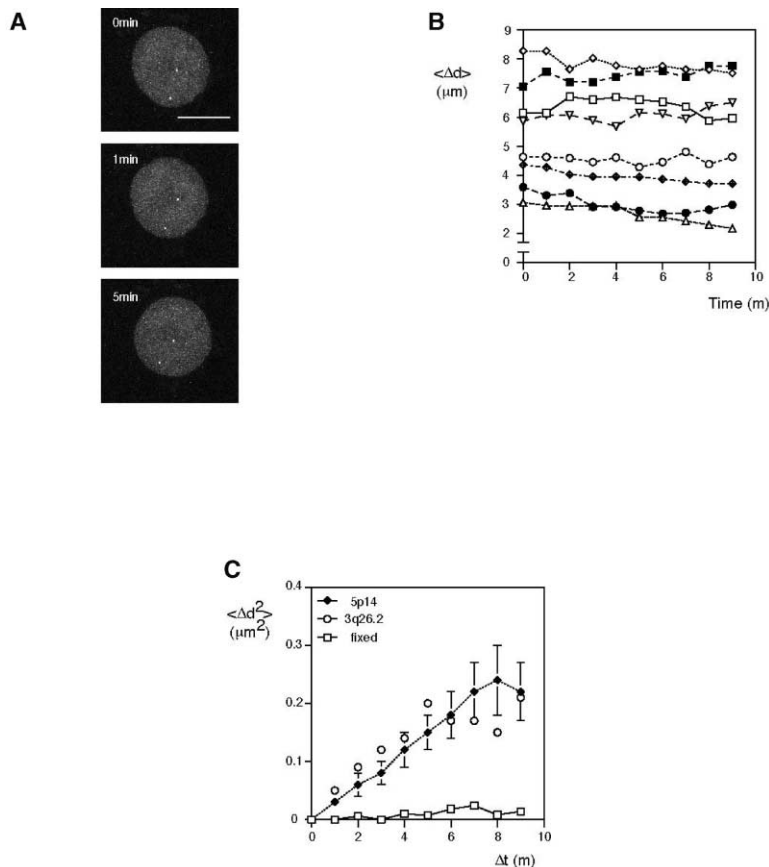 A
0min
1min
5min
B
<Δd>
(μm)
9
8
7
6
5
4
3
2
0
0 2 4 6 8 10
Time (m)
C
<Δd²>
(μm²)
0.4
0.3
0.2
0.1
0
5p14
3q26.2
fixed
0 2 4 6 8 10
Δt (m)